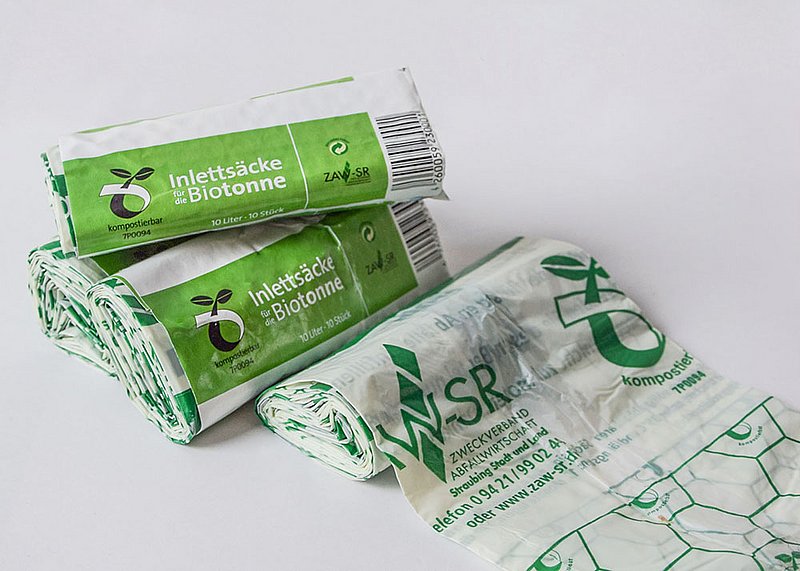 Inlettsäcke
für
die Biotonne
10 Liter - 10 Stück
kompostierbar
7P0094
ZAW-SR
Inlettsäcke
für
die Biotonne
10 Liter - 10 Stück
kompostierbar
7P0094
ZAW-SR
W-SR
ZWECKVERBAND
ABFALLWIRTSCHAFT
Straubing Stadt und Land
elefon 0 94 21 / 99 02 4
oder www.zaw-sr.de
kompostier
7P0094